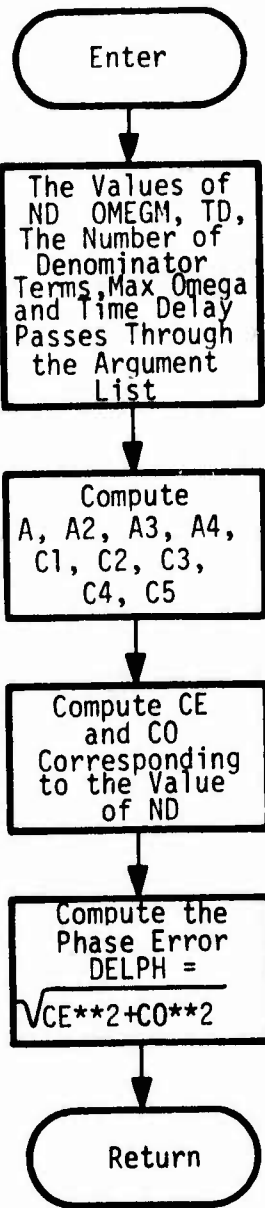 Enter
The Values of
ND OMEGM, TD,
The Number of
Denominator
Terms,Max Omega
and Time Delay
Passes Through
the Argument
List
Compute
A, A2, A3, A4,
C1, C2, C3,
C4, C5
Compute CE
and CO
Corresponding
to the Value
of ND
Compute the
Phase Error
DELPH =
√CE**2+CO**2
Return